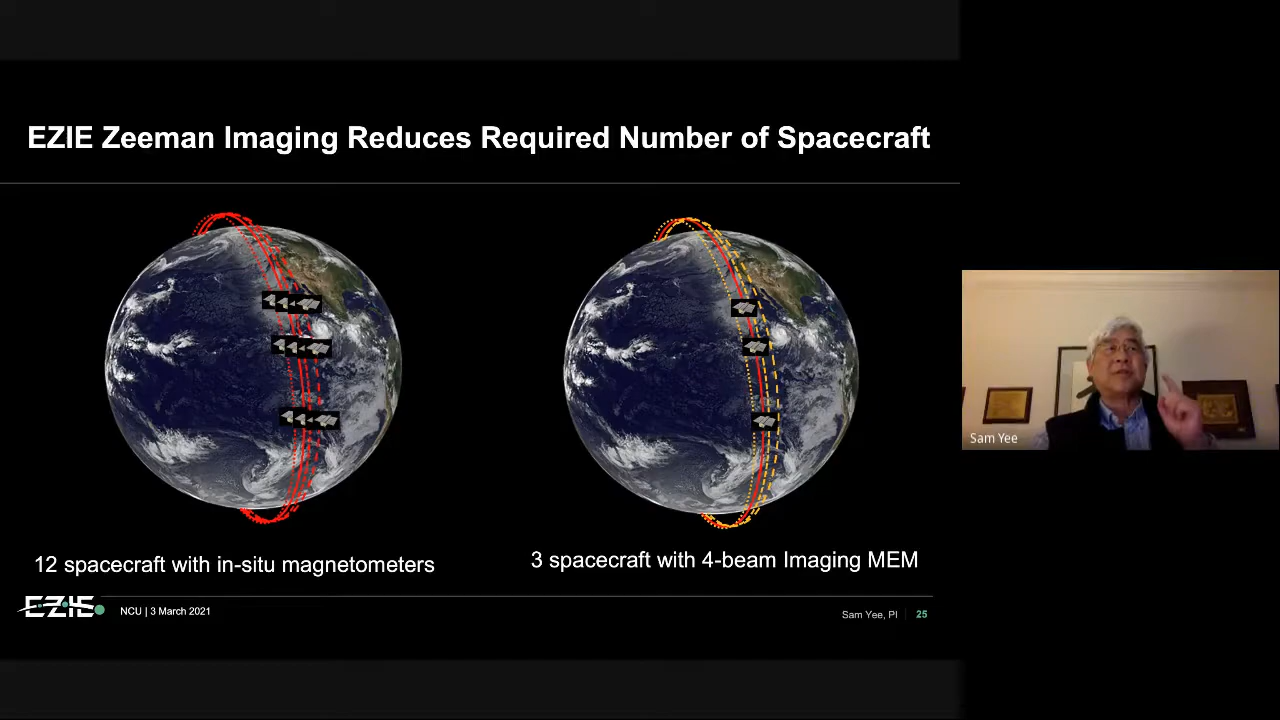 EZIE Zeeman Imaging Reduces Required Number of Spacecraft
12 spacecraft with in-situ magnetometers
3 spacecraft with 4-beam Imaging MEM
EZIE
NCU | 3 March 2021
Sam Yee, PI | 25
Sam Yee